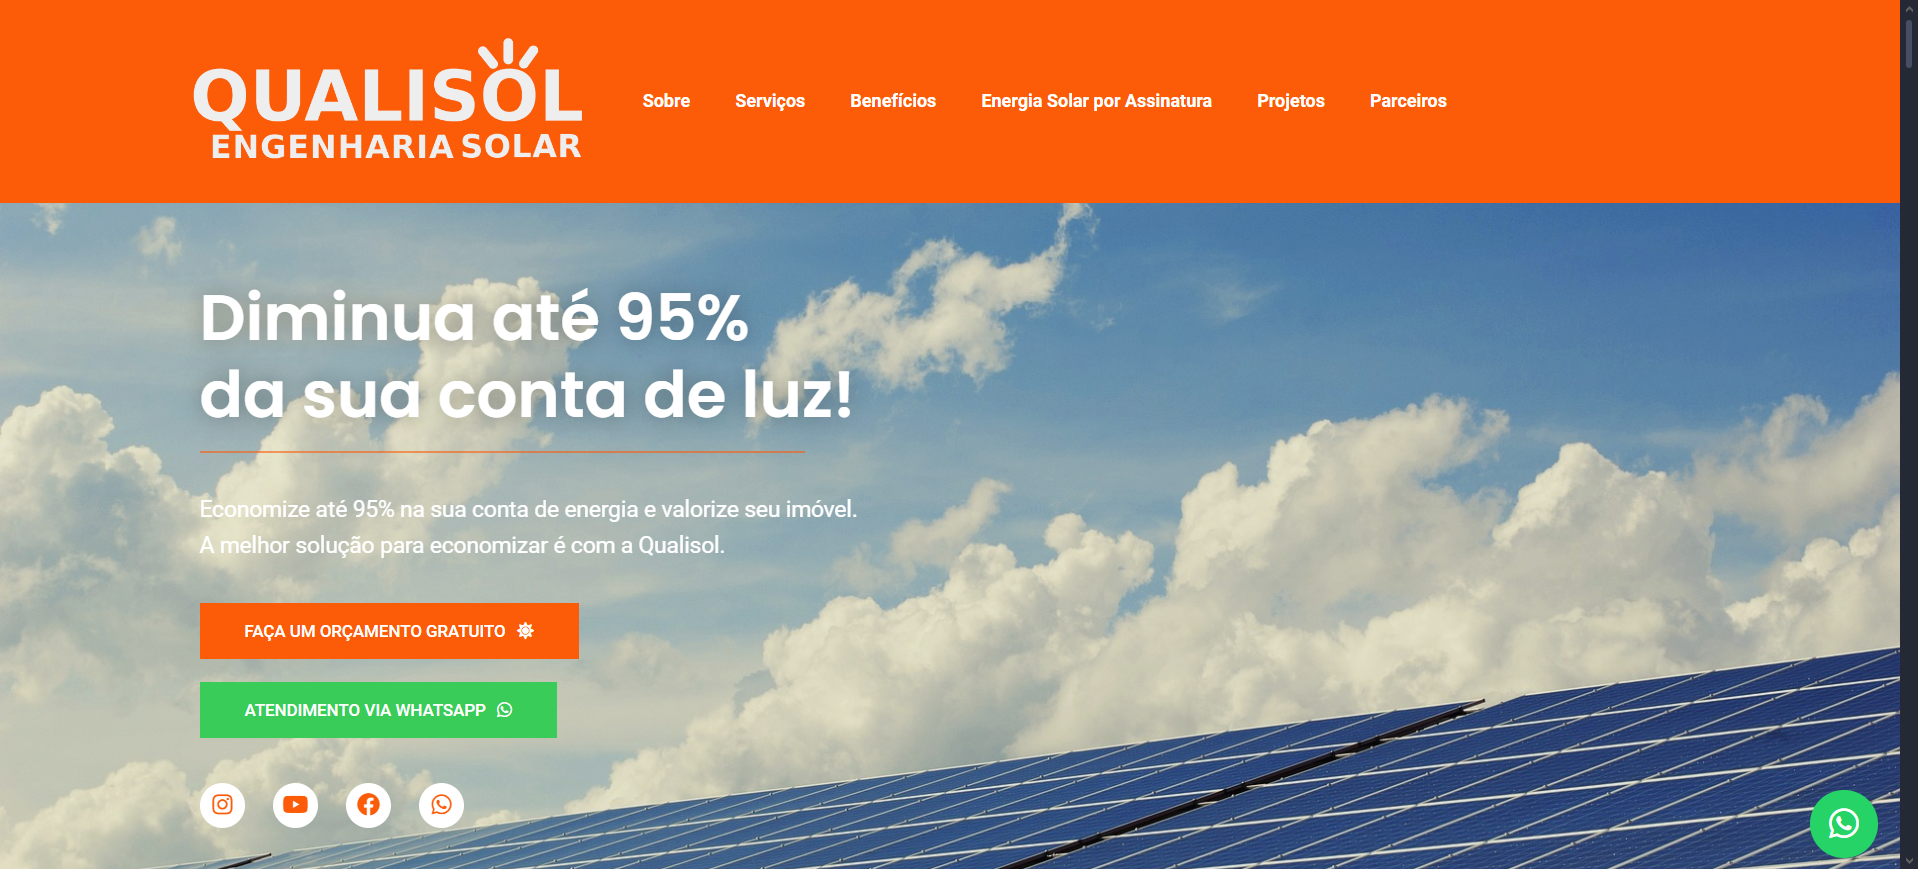 QUALISOL
ENGENHARIA SOLAR
Sobre
Serviços
Benefícios
Energia Solar por Assinatura
Projetos
Parceiros
Diminua até 95%
da sua conta de luz!
Economize até 95% na sua conta de energia e valorize seu imóvel.
A melhor solução para economizar é com a Qualisol.
FAÇA UM ORÇAMENTO GRATUITO
ATENDIMENTO VIA WHATSAPP